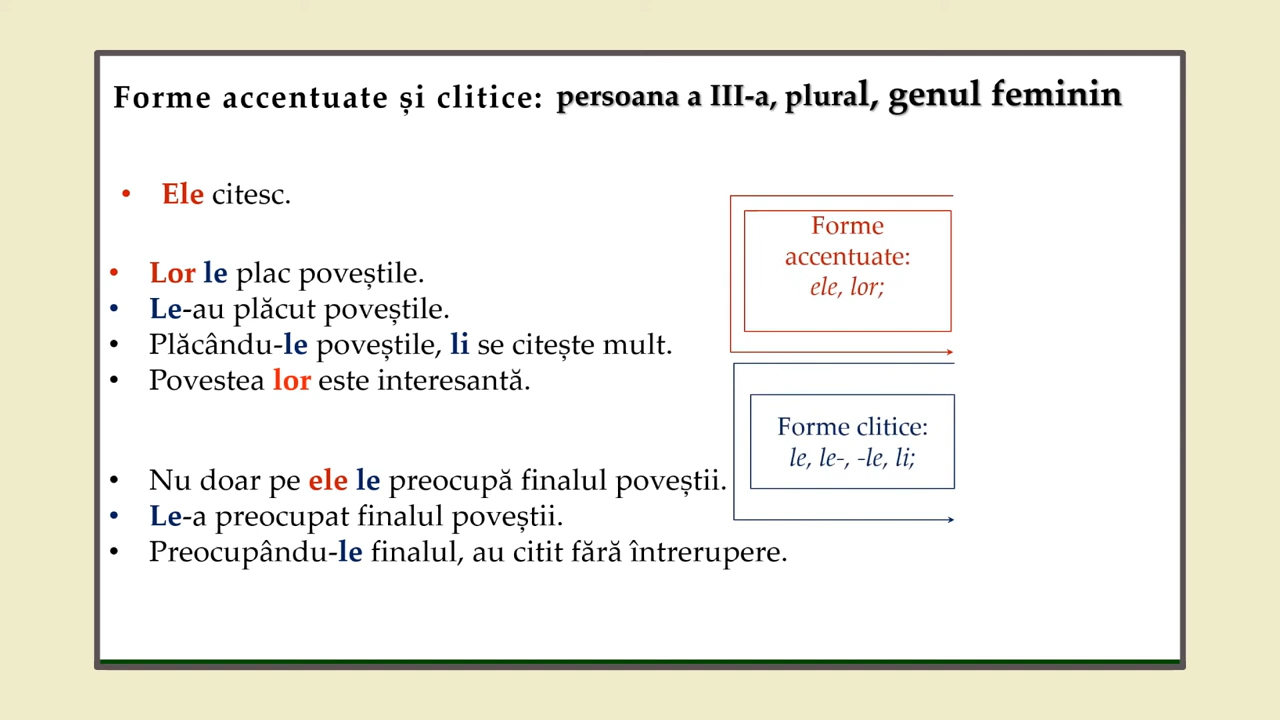 Forme accentuate și clitice: persoana a III-a, plural, genul feminin
• Ele citesc.
• Lor le plac poveștile.
• Le-au plăcut poveștile.
• Plăcându-le poveștile, li se citește mult.
• Povestea lor este interesantă.
• Nu doar pe ele le preocupă finalul poveștii.
• Le-a preocupat finalul poveștii.
• Preocupându-le finalul, au citit fără întrerupere.
Forme
accentuate:
ele, lor;
Forme clitice:
le, le-, -le, li;